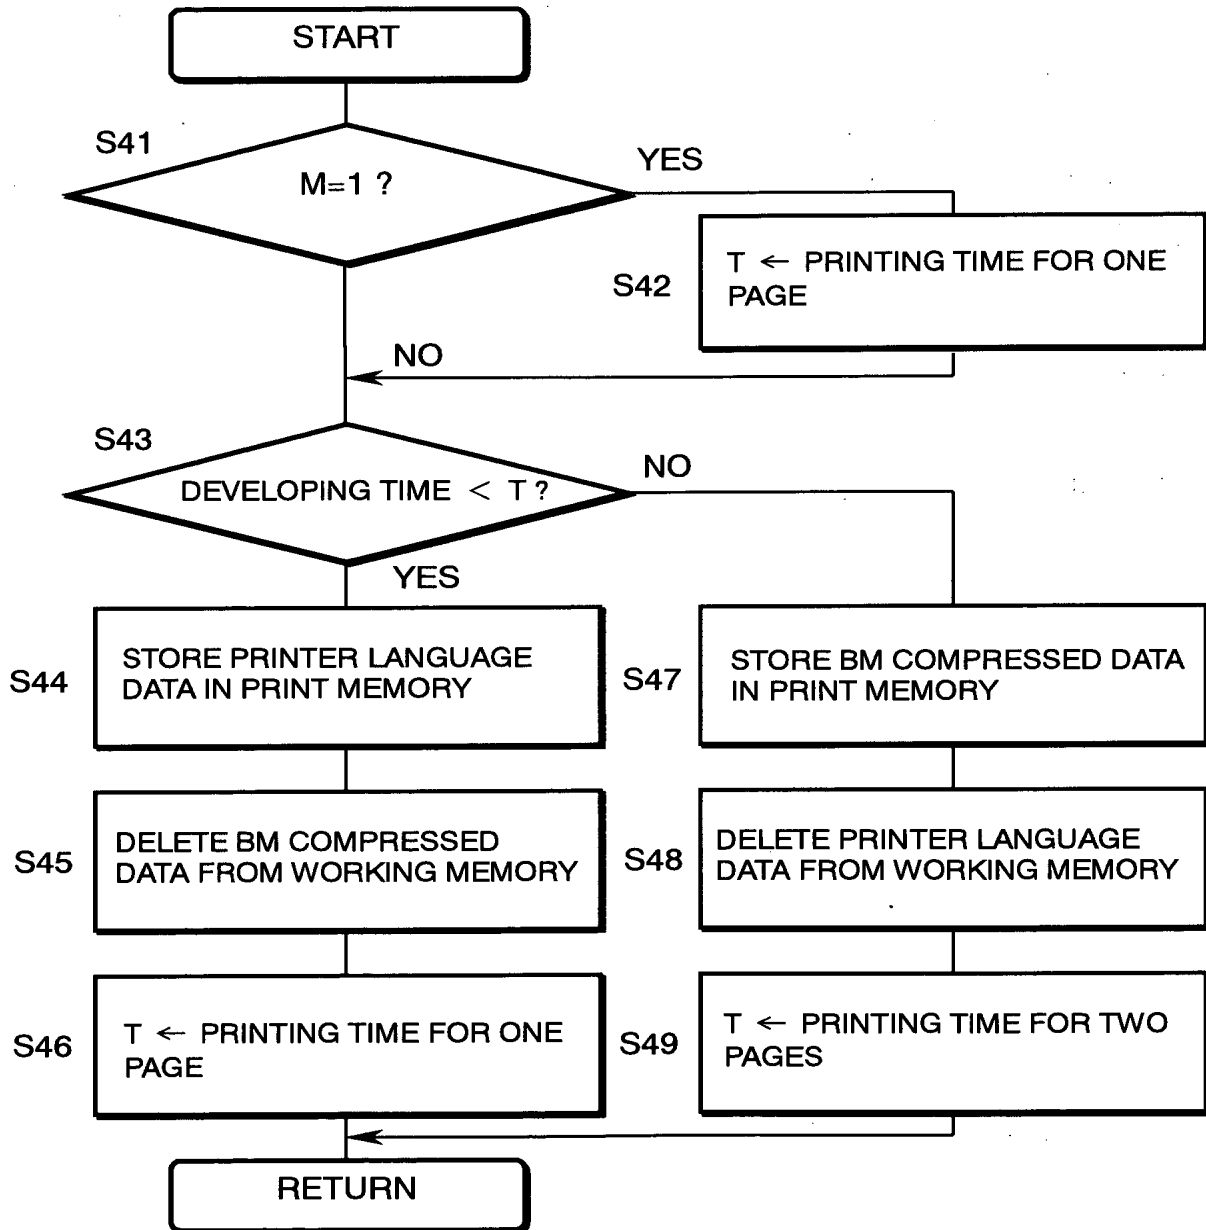 START
S41
M=1 ?
YES
S42
T ← PRINTING TIME FOR ONE
PAGE
NO
S43
DEVELOPING TIME < T ?
NO
YES
S44
STORE PRINTER LANGUAGE
DATA IN PRINT MEMORY
S47
STORE BM COMPRESSED DATA
IN PRINT MEMORY
S45
DELETE BM COMPRESSED
DATA FROM WORKING MEMORY
S48
DELETE PRINTER LANGUAGE
DATA FROM WORKING MEMORY
S46
T ← PRINTING TIME FOR ONE
PAGE
S49
T ← PRINTING TIME FOR TWO
PAGES
RETURN